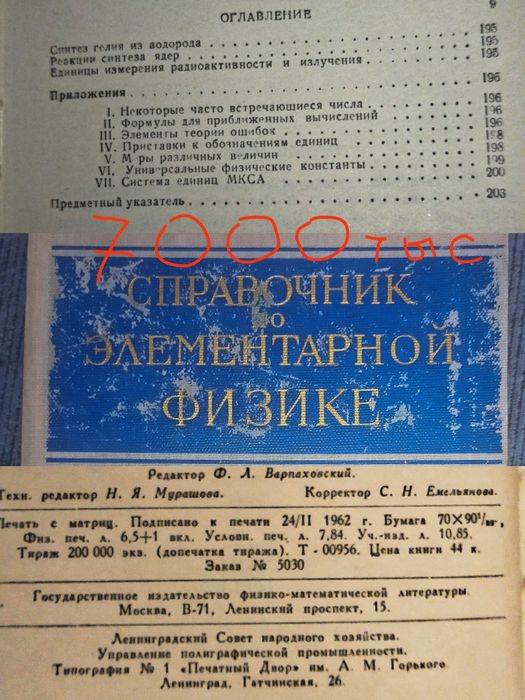 ОГЛАВЛЕНИЕ 9
Синтез гелия из водорода . . . 195
Реакции синтеза ядер . . . 195
Единицы измерения радиоактивности и излучения . . . 195
Приложения . . . 196
I. Некоторые часто встречающиеся числа . . . 196
II. Формулы для приближенных вычислений . . . 196
III. Элементы теории ошибок . . . 198
IV. Приставки к обозначениям единиц . . . 198
V. Меры различных величин . . . 199
VI. Универсальные физические константы . . . 200
VII. Система единиц МКСА . . .
Предметный указатель . . . 203
7000 тыс
СПРАВОЧНИК
ПО
ЭЛЕМЕНТАРНОЙ
ФИЗИКЕ
Редактор Ф. Л. Варпаховский.
Техн. редактор Н. Я. Мурашова. Корректор С. Н. Емельянова.
Печать с матриц. Подписано к печати 24/II 1962 г. Бумага 70×90¹/₃₂.
Физ. печ. л. 6,5+1 вкл. Условн. печ. л. 7,84. Уч.-изд. л. 10,85.
Тираж 200 000 экз. (допечатка тиража). Т - 00956. Цена книги 44 к.
Заказ № 5030
Государственное издательство физико-математической литературы
Москва, В-71, Ленинский проспект, 15.
Ленинградский Совет народного хозяйства.
Управление полиграфической промышленности.
Типография № 1 «Печатный Двор» им. А. М. Горького
Ленинград, Гатчинская, 26.